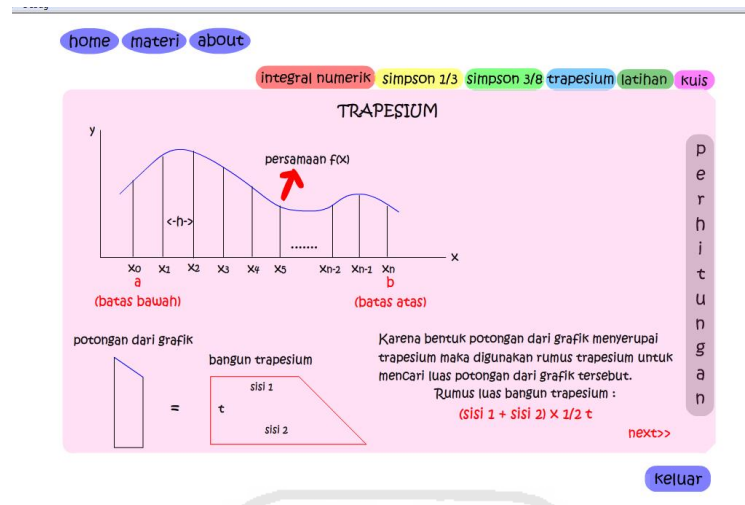 home materi about
integral numerik simpson 1/3 simpson 3/8 trapesium latihan kuis
TRAPESIUM
y
persamaan f(x)
<-h->
.......
x
x0 x1 x2 x3 x4 x5 xn-2 xn-1 xn
a b
(batas bawah) (batas atas)
perhitungan
potongan dari grafik
bangun trapesium
sisi 1
= t
sisi 2
Karena bentuk potongan dari grafik menyerupai
trapesium maka digunakan rumus trapesium untuk
mencari luas potongan dari grafik tersebut.
Rumus luas bangun trapesium :
(sisi 1 + sisi 2) x 1/2 t
next>>
keluar